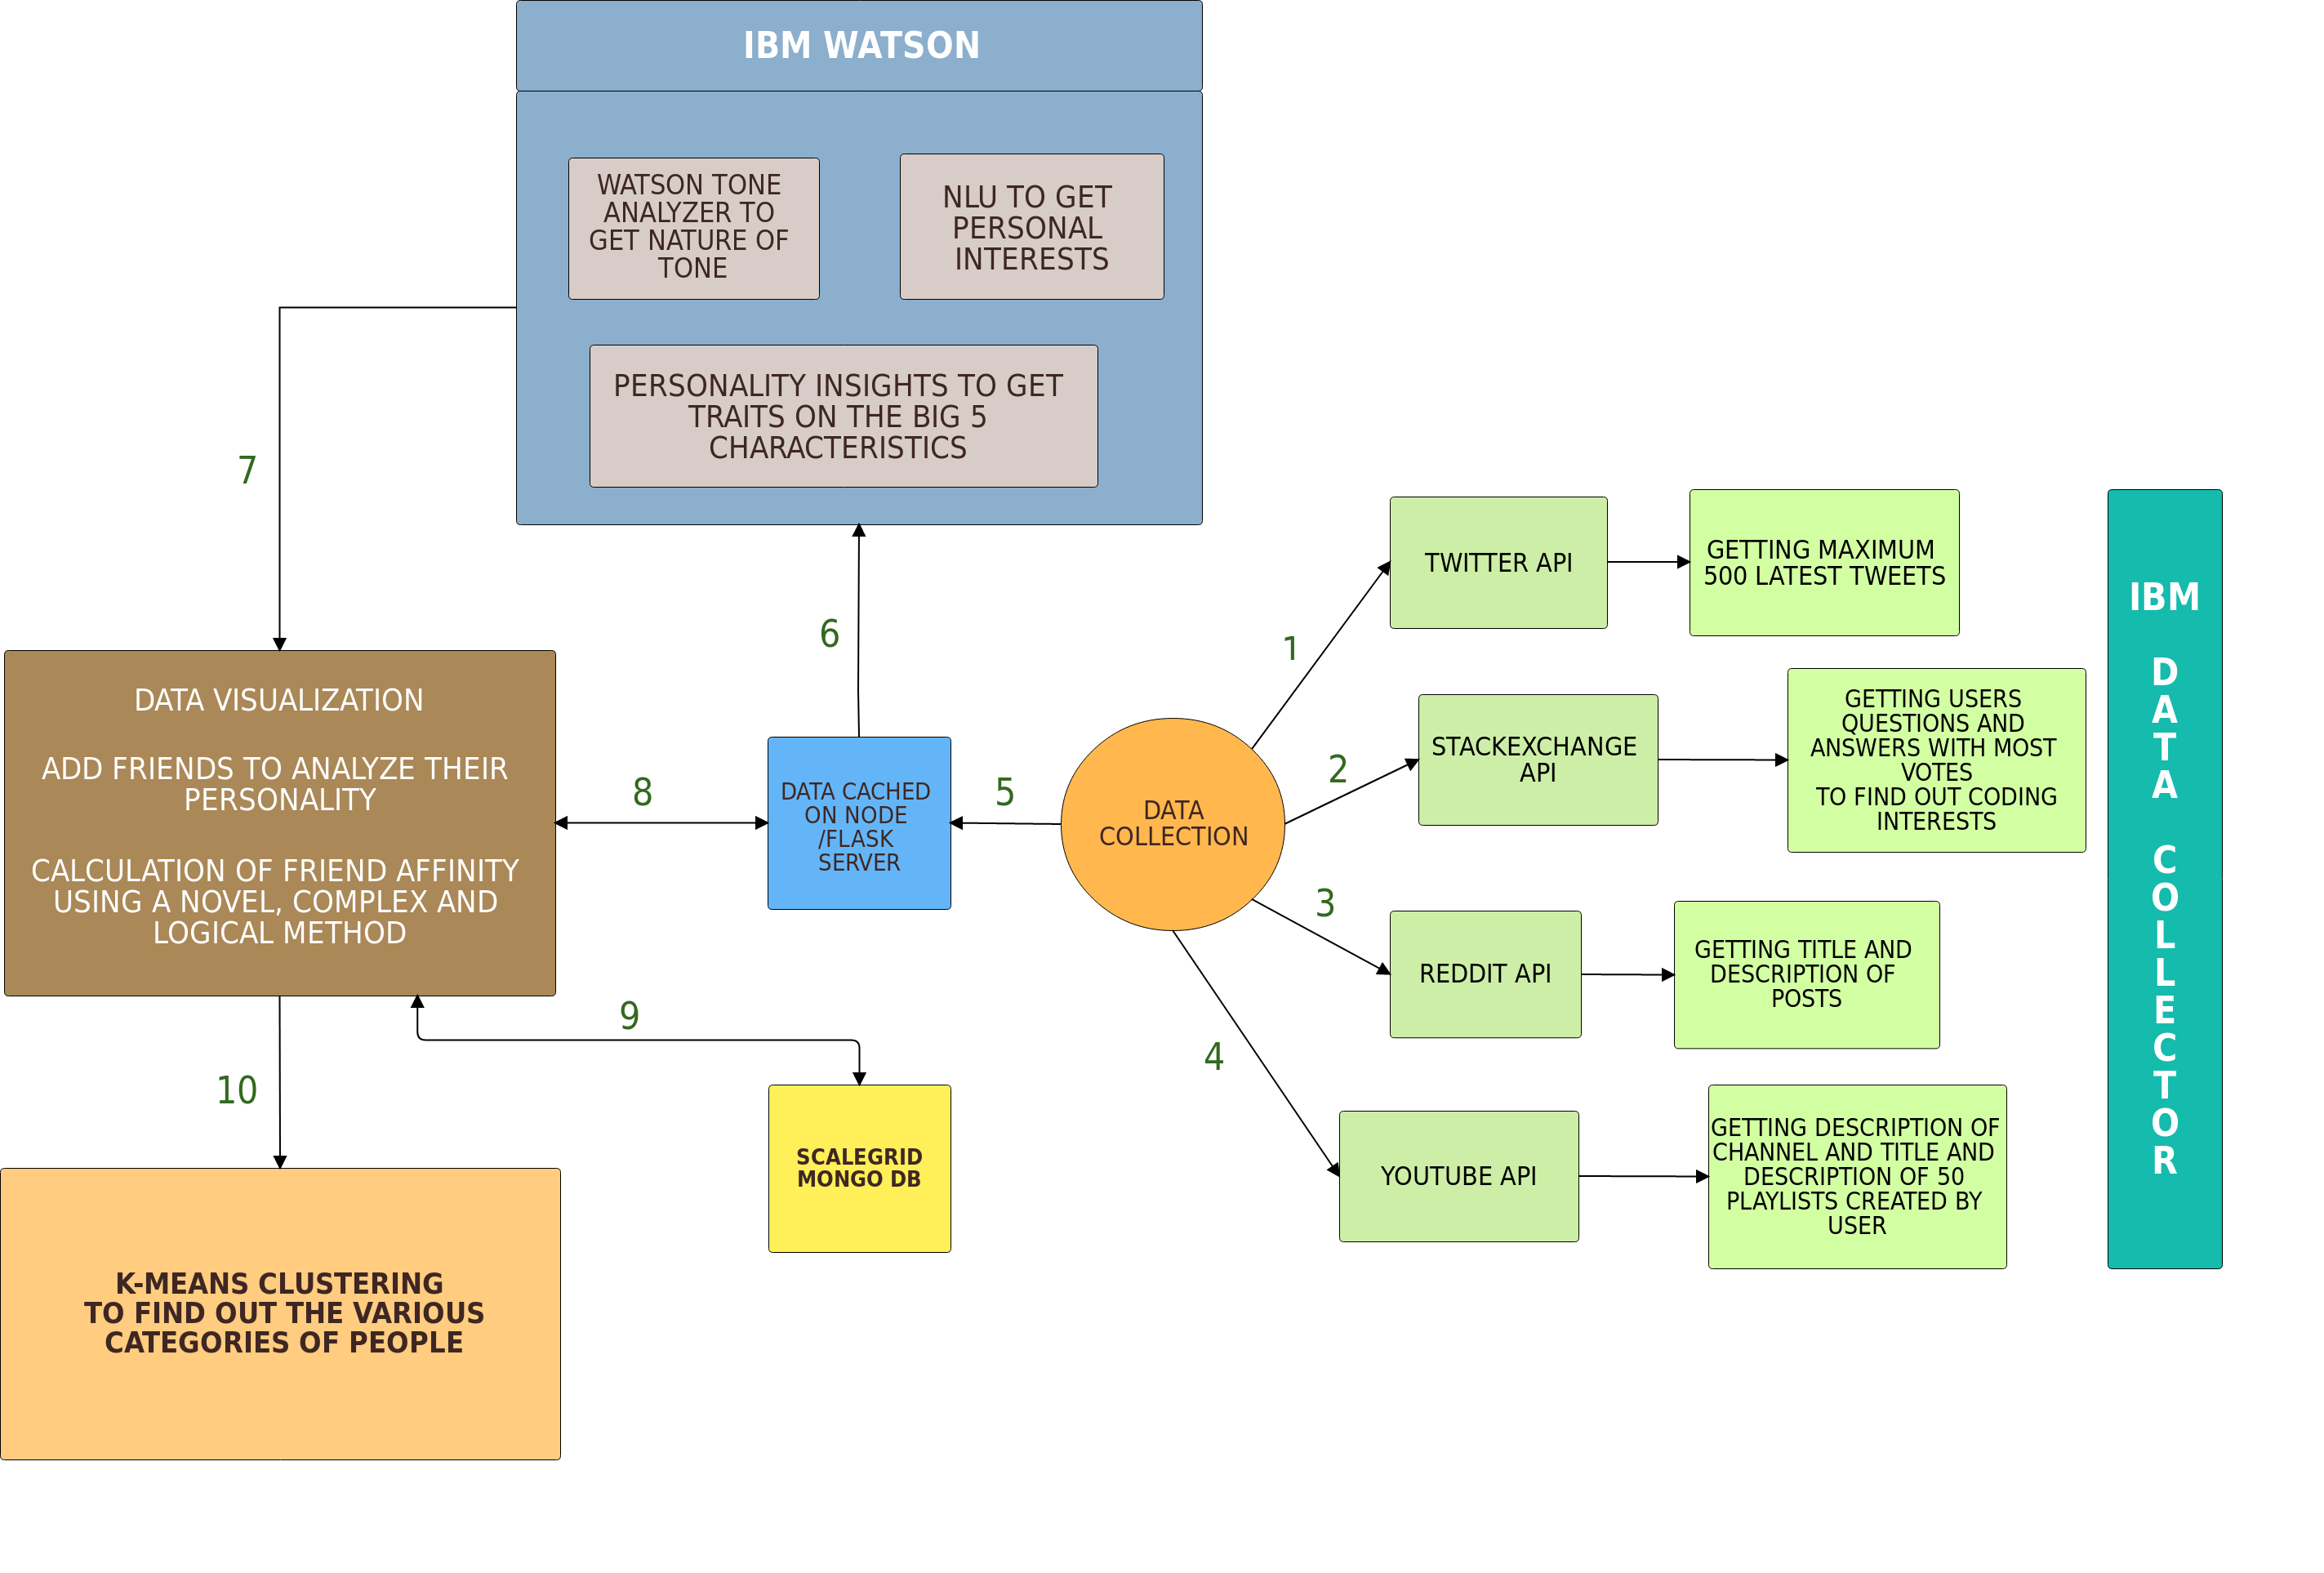 IBM WATSON
WATSON TONE
ANALYZER TO
GET NATURE OF
TONE
NLU TO GET
PERSONAL
INTERESTS
PERSONALITY INSIGHTS TO GET
TRAITS ON THE BIG 5
CHARACTERISTICS
7
6
DATA VISUALIZATION
ADD FRIENDS TO ANALYZE THEIR
PERSONALITY
CALCULATION OF FRIEND AFFINITY
USING A NOVEL, COMPLEX AND
LOGICAL METHOD
8
DATA CACHED
ON NODE
/FLASK
SERVER
5
DATA
COLLECTION
1
TWITTER API
GETTING MAXIMUM
500 LATEST TWEETS
2
STACKEXCHANGE
API
GETTING USERS
QUESTIONS AND
ANSWERS WITH MOST
VOTES
TO FIND OUT CODING
INTERESTS
3
REDDIT API
GETTING TITLE AND
DESCRIPTION OF
POSTS
4
YOUTUBE API
GETTING DESCRIPTION OF
CHANNEL AND TITLE AND
DESCRIPTION OF 50
PLAYLISTS CREATED BY
USER
IBM
D
A
T
A
C
O
L
L
E
C
T
O
R
9
SCALEGRID
MONGO DB
10
K-MEANS CLUSTERING
TO FIND OUT THE VARIOUS
CATEGORIES OF PEOPLE